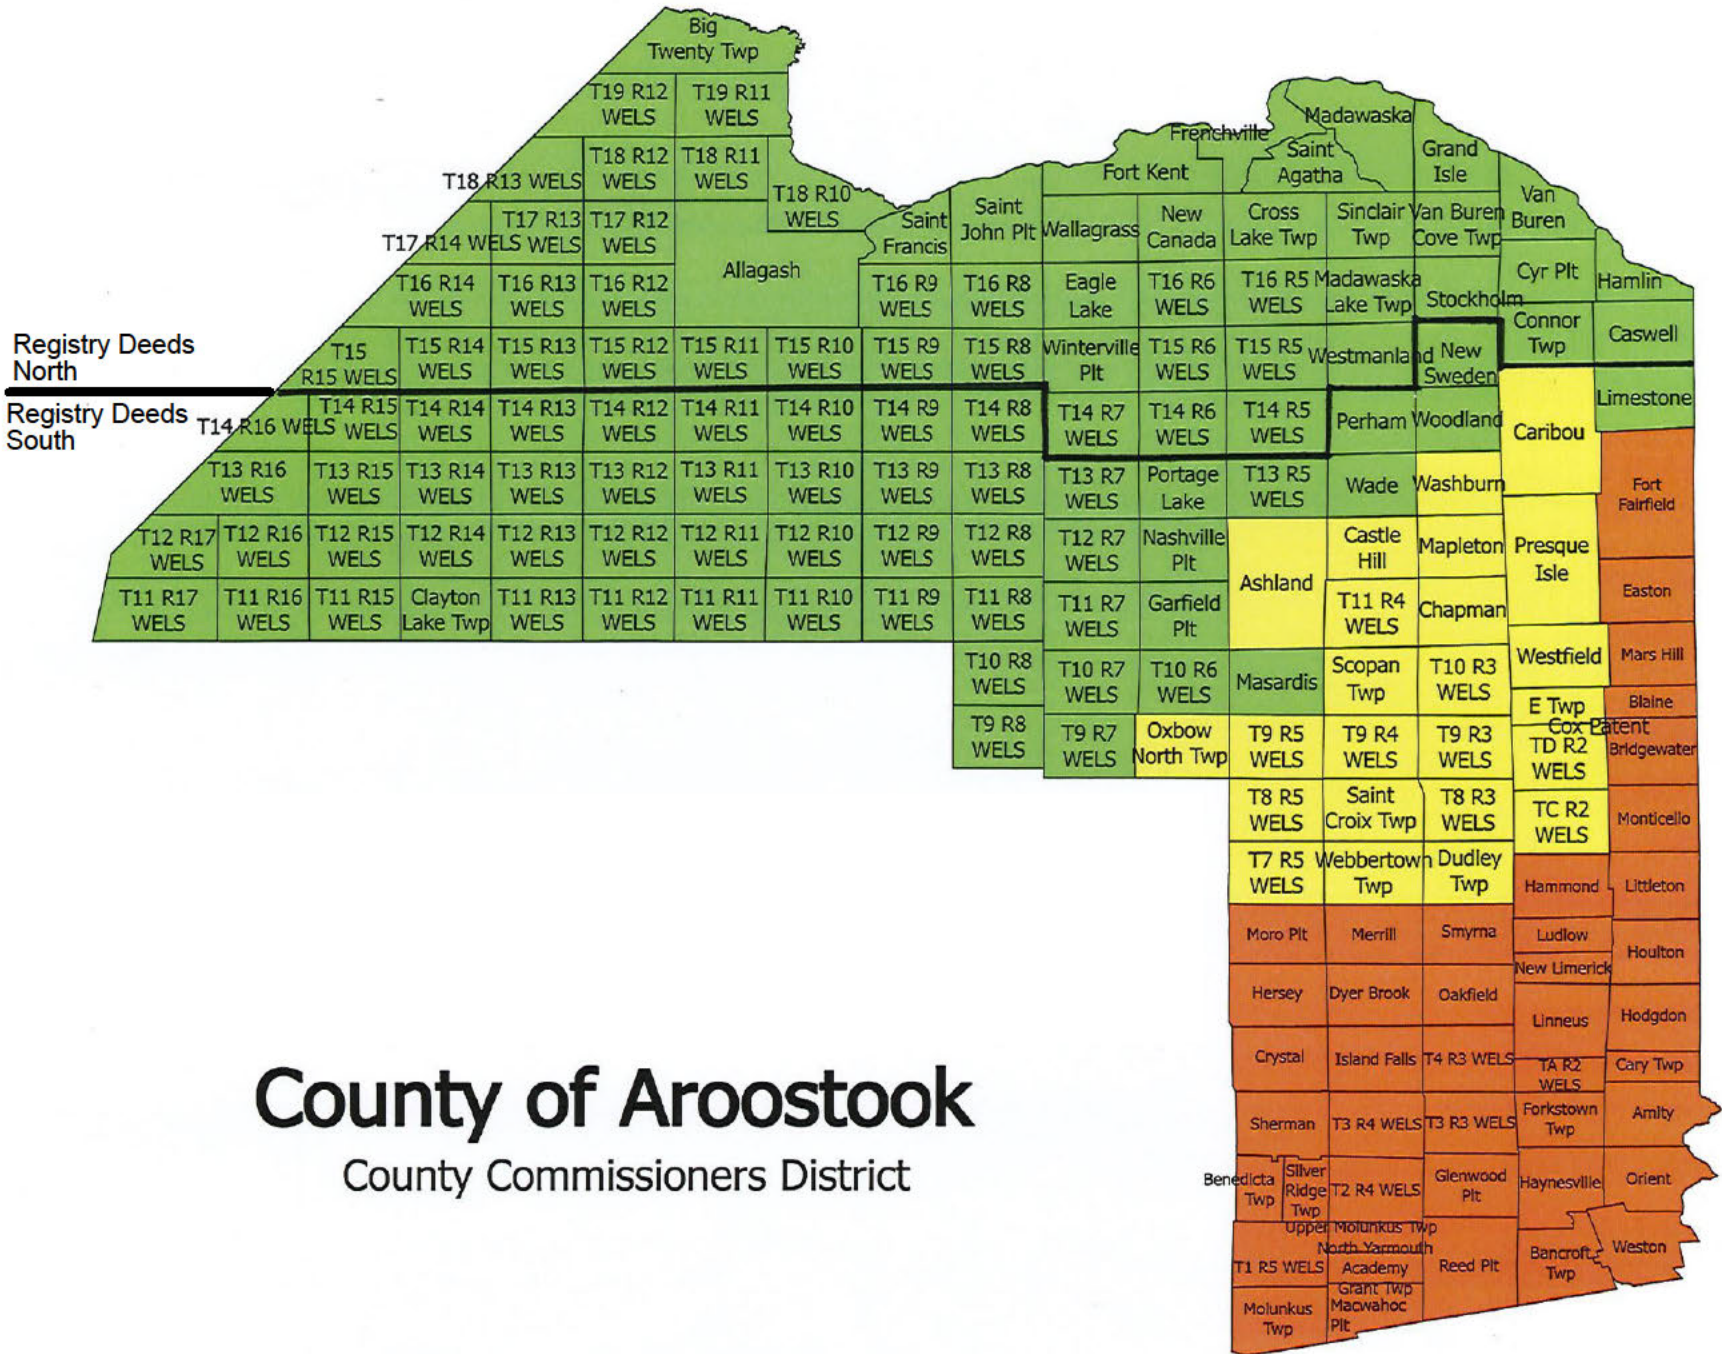 Big
Twenty Twp
T19 R12
WELS
T19 R11
WELS
T18 R13 WELS
T18 R12
WELS
T18 R11
WELS
T18 R10
WELS
Madawaska
Frenchville
Saint
Agatha
Grand
Isle
Fort Kent
Van
Buren
T17 R14 WELS
T17 R13
WELS
T17 R12
WELS
Allagash
Saint
Francis
Saint
John Plt
Wallagrass
New
Canada
Cross
Lake Twp
Sinclair
Twp
Van Buren
Cove Twp
Cyr Plt
Hamlin
T16 R14
WELS
T16 R13
WELS
T16 R12
WELS
T16 R9
WELS
T16 R8
WELS
Eagle
Lake
T16 R6
WELS
T16 R5
WELS
Madawaska
Lake Twp
Stockholm
Connor
Twp
Caswell
Registry Deeds
North
T15
R15 WELS
T15 R14
WELS
T15 R13
WELS
T15 R12
WELS
T15 R11
WELS
T15 R10
WELS
T15 R9
WELS
T15 R8
WELS
Winterville
Plt
T15 R6
WELS
T15 R5
WELS
Westmanland
New
Sweden
Registry Deeds
South
T14 R16 WELS
T14 R15
WELS
T14 R14
WELS
T14 R13
WELS
T14 R12
WELS
T14 R11
WELS
T14 R10
WELS
T14 R9
WELS
T14 R8
WELS
T14 R7
WELS
T14 R6
WELS
T14 R5
WELS
Perham
Woodland
Caribou
Limestone
T13 R16
WELS
T13 R15
WELS
T13 R14
WELS
T13 R13
WELS
T13 R12
WELS
T13 R11
WELS
T13 R10
WELS
T13 R9
WELS
T13 R8
WELS
T13 R7
WELS
Portage
Lake
T13 R5
WELS
Wade
Washburn
Fort
Fairfield
T12 R17
WELS
T12 R16
WELS
T12 R15
WELS
T12 R14
WELS
T12 R13
WELS
T12 R12
WELS
T12 R11
WELS
T12 R10
WELS
T12 R9
WELS
T12 R8
WELS
T12 R7
WELS
Nashville
Plt
Ashland
Castle
Hill
Mapleton
Presque
Isle
Easton
T11 R17
WELS
T11 R16
WELS
T11 R15
WELS
Clayton
Lake Twp
T11 R13
WELS
T11 R12
WELS
T11 R11
WELS
T11 R10
WELS
T11 R9
WELS
T11 R8
WELS
T11 R7
WELS
Garfield
Plt
T11 R4
WELS
Chapman
T10 R8
WELS
T10 R7
WELS
T10 R6
WELS
Masardis
Scopan
Twp
T10 R3
WELS
Westfield
Mars Hill
E Twp
Blaine
Cox Patent
T9 R8
WELS
T9 R7
WELS
Oxbow
North Twp
T9 R5
WELS
T9 R4
WELS
T9 R3
WELS
TD R2
WELS
Bridgewater
T8 R5
WELS
Saint
Croix Twp
T8 R3
WELS
TC R2
WELS
Monticello
T7 R5
WELS
Webbertown
Twp
Dudley
Twp
Hammond
Littleton
Moro Plt
Merrill
Smyrna
Ludlow
Houlton
New Limerick
Hersey
Dyer Brook
Oakfield
Linneus
Hodgdon
Crystal
Island Falls
T4 R3 WELS
TA R2
WELS
Cary Twp
County of Aroostook
County Commissioners District
Sherman
T3 R4 WELS
T3 R3 WELS
Forkstown
Twp
Amity
Benedicta
Twp
Silver
Ridge
Twp
T2 R4 WELS
Glenwood
Plt
Haynesville
Orient
Upper Molunkus Twp
North Yarmouth
Academy
Grant Twp
T1 R5 WELS
Reed Plt
Bancroft
Twp
Weston
Molunkus
Twp
Macwahoc
Plt